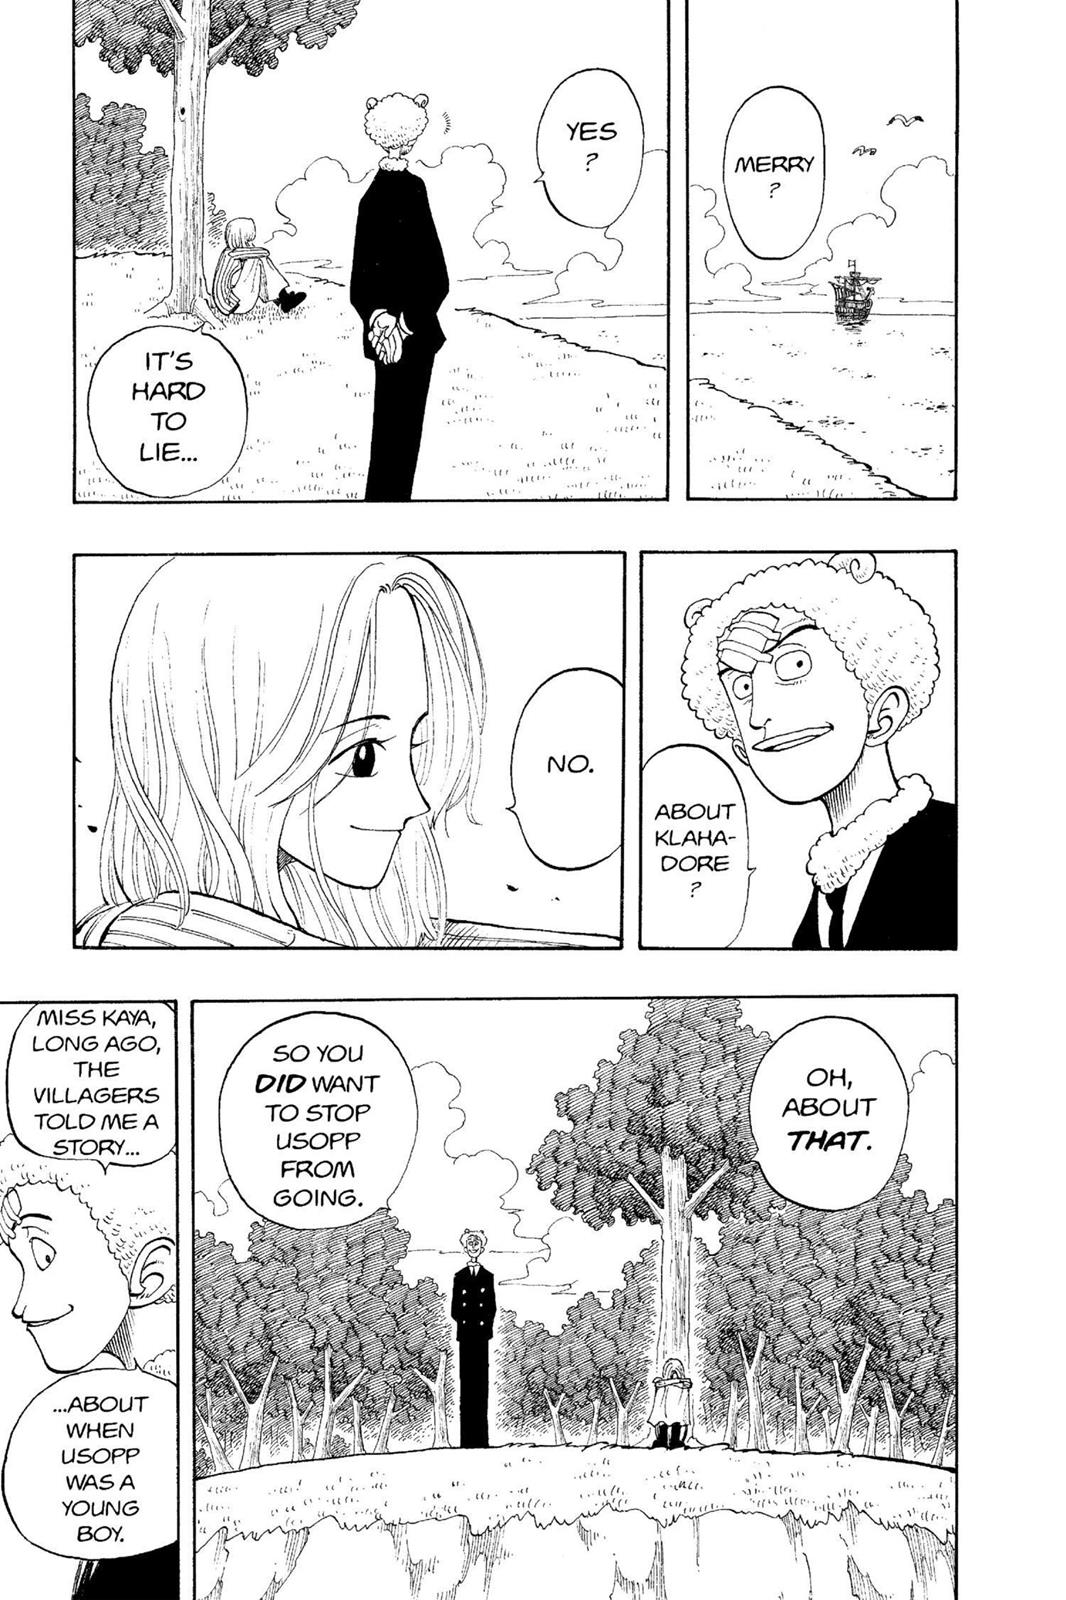 MERRY
?
YES
?
IT'S
HARD
TO
LIE...
ABOUT
KLAHA-
DORE
?
NO.
OH,
ABOUT
THAT.
SO YOU
DID WANT
TO STOP
USOPP
FROM
GOING.
MISS KAYA,
LONG AGO,
THE
VILLAGERS
TOLD ME A
STORY...
...ABOUT
WHEN
USOPP
WAS A
YOUNG
BOY.